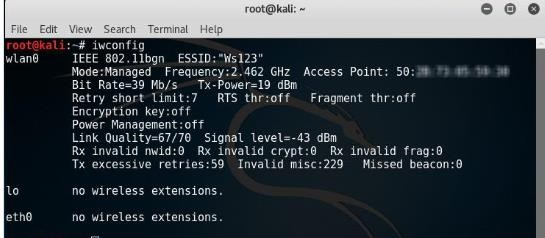 root@kali: ~
File Edit View Search Terminal Help
root@kali:~# iwconfig
wlan0 IEEE 802.11bgn ESSID:"Ws123"
Mode:Managed Frequency:2.462 GHz Access Point: 50:
Bit Rate=39 Mb/s Tx-Power=19 dBm
Retry short limit:7 RTS thr:off Fragment thr:off
Encryption key:off
Power Management:off
Link Quality=67/70 Signal level=-43 dBm
Rx invalid nwid:0 Rx invalid crypt:0 Rx invalid frag:0
Tx excessive retries:59 Invalid misc:229 Missed beacon:0
lo no wireless extensions.
eth0 no wireless extensions.